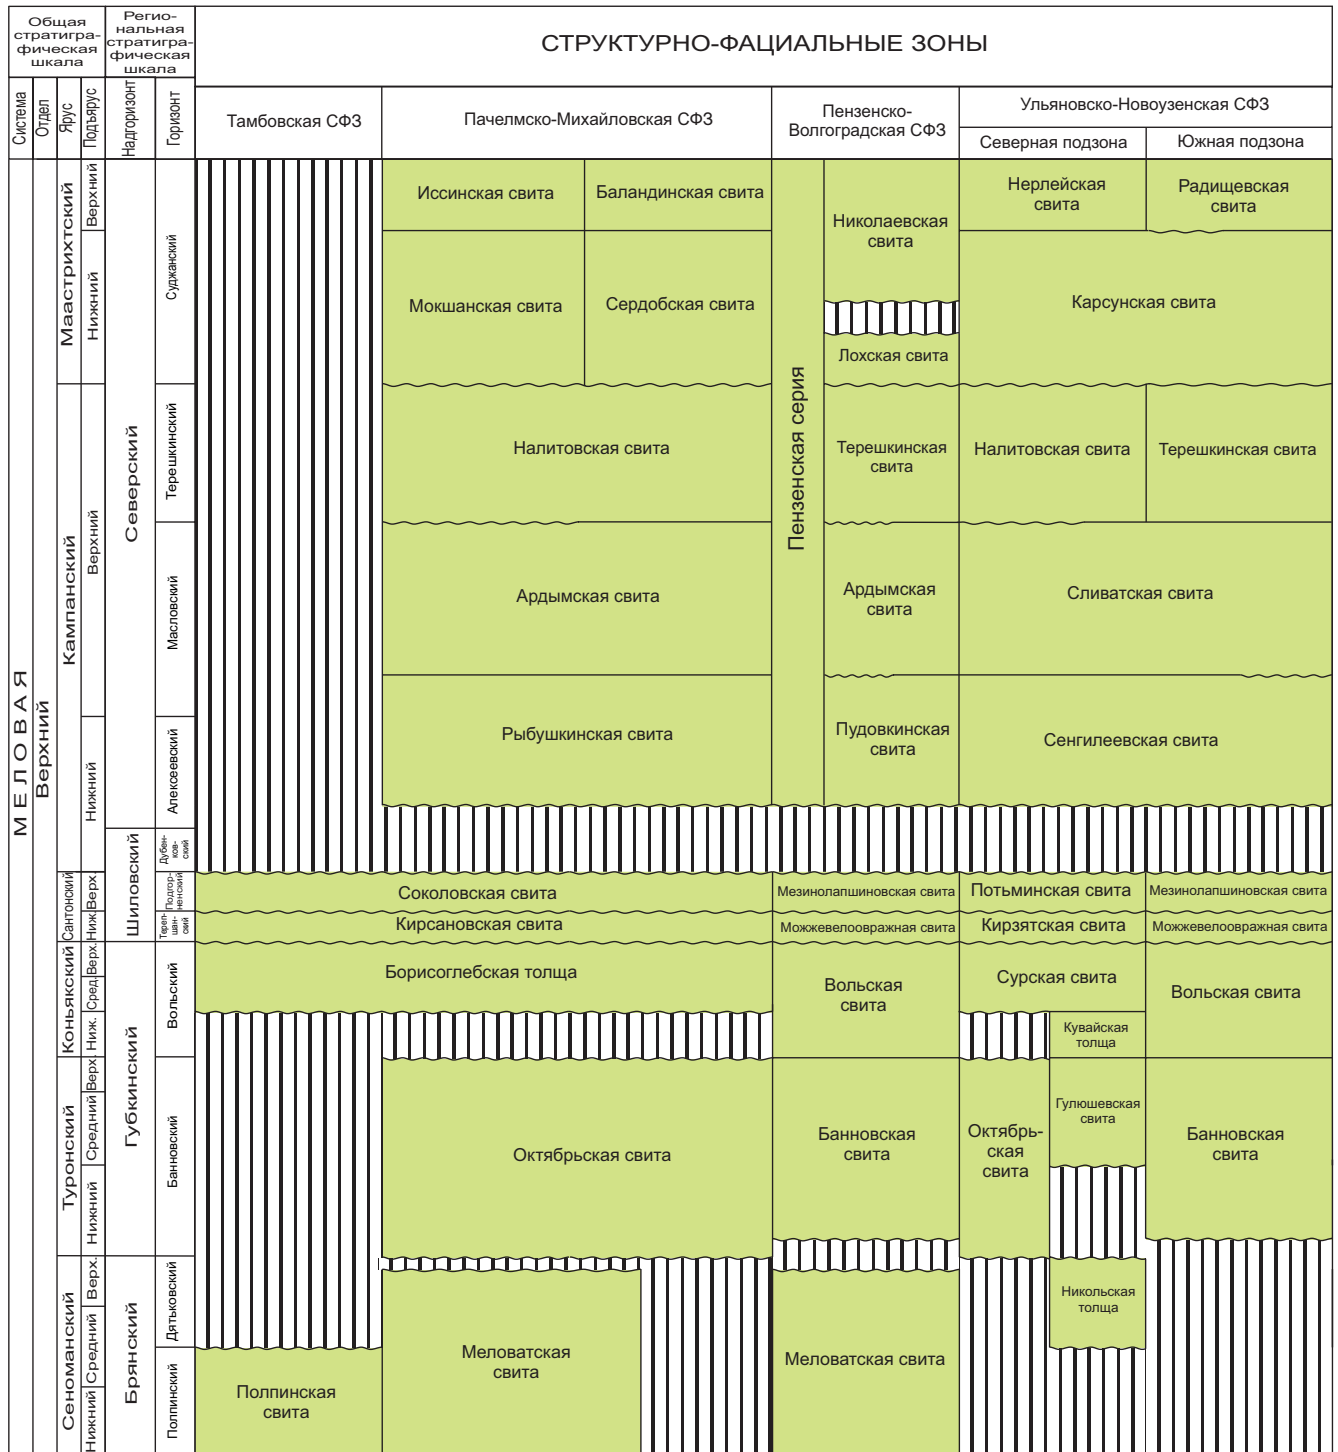 Общая
стратигра-
фическая
шкала
Регио-
нальная
стратигра-
фическая
шкала
СТРУКТУРНО-ФАЦИАЛЬНЫЕ ЗОНЫ
Система
Отдел
Ярус
Подъярус
Надгоризонт
Горизонт
Тамбовская СФЗ
Пачелмско-Михайловская СФЗ
Пензенско-
Волгоградская СФЗ
Ульяновско-Новоузенская СФЗ
Северная подзона
Южная подзона
МЕЛОВАЯ
Верхний
Маастрихтский
Верхний
Нижний
Кампанский
Верхний
Нижний
Сантонский
Верх.
Ниж.
Коньякский
Верх.
Сред.
Ниж.
Туронский
Верх.
Средний
Нижний
Сеноманский
Верх.
Средний
Нижний
Северский
Шиловский
Губкинский
Брянский
Суджанский
Терешкинский
Масловский
Алексеевский
Дубен-
ков-
ский
Подгор-
ненский
Тереп-
шан-
ский
Вольский
Банновский
Дятьковский
Полпинский
Иссинская свита
Баландинская свита
Николаевская
свита
Нерлейская
свита
Радищевская
свита
Мокшанская свита
Сердобская свита
Лохская свита
Карсунская свита
Пензенская серия
Налитовская свита
Терешкинская
свита
Налитовская свита
Терешкинская свита
Ардымская свита
Ардымская
свита
Сливатская свита
Рыбушкинская свита
Пудовкинская
свита
Сенгилеевская свита
Соколовская свита
Мезинолапшиновская свита
Потьминская свита
Мезинолапшиновская свита
Кирсановская свита
Можжевелоовражная свита
Кирзятская свита
Можжевелоовражная свита
Борисоглебская толща
Вольская
свита
Сурская свита
Вольская свита
Кувайская
толща
Октябрьская свита
Банновская
свита
Октябрь-
ская
свита
Гулюшевская
свита
Банновская
свита
Никольская
толща
Полпинская
свита
Меловатская
свита
Меловатская свита